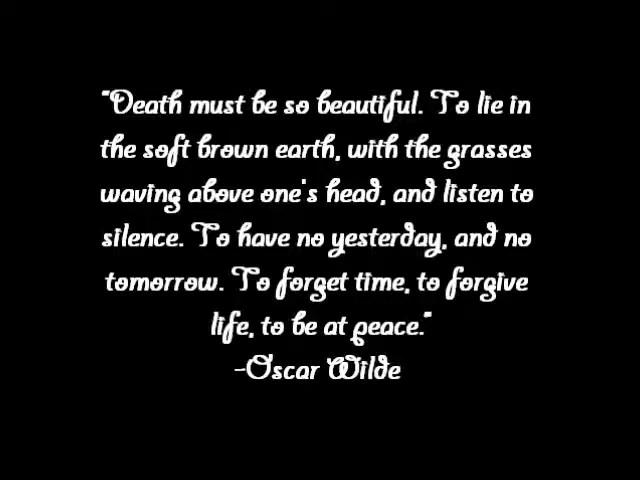 "Death must be so beautiful. To lie in
the soft brown earth, with the grasses
waving above one's head, and listen to
silence. To have no yesterday, and no
tomorrow. To forget time, to forgive
life, to be at peace."
-Oscar Wilde